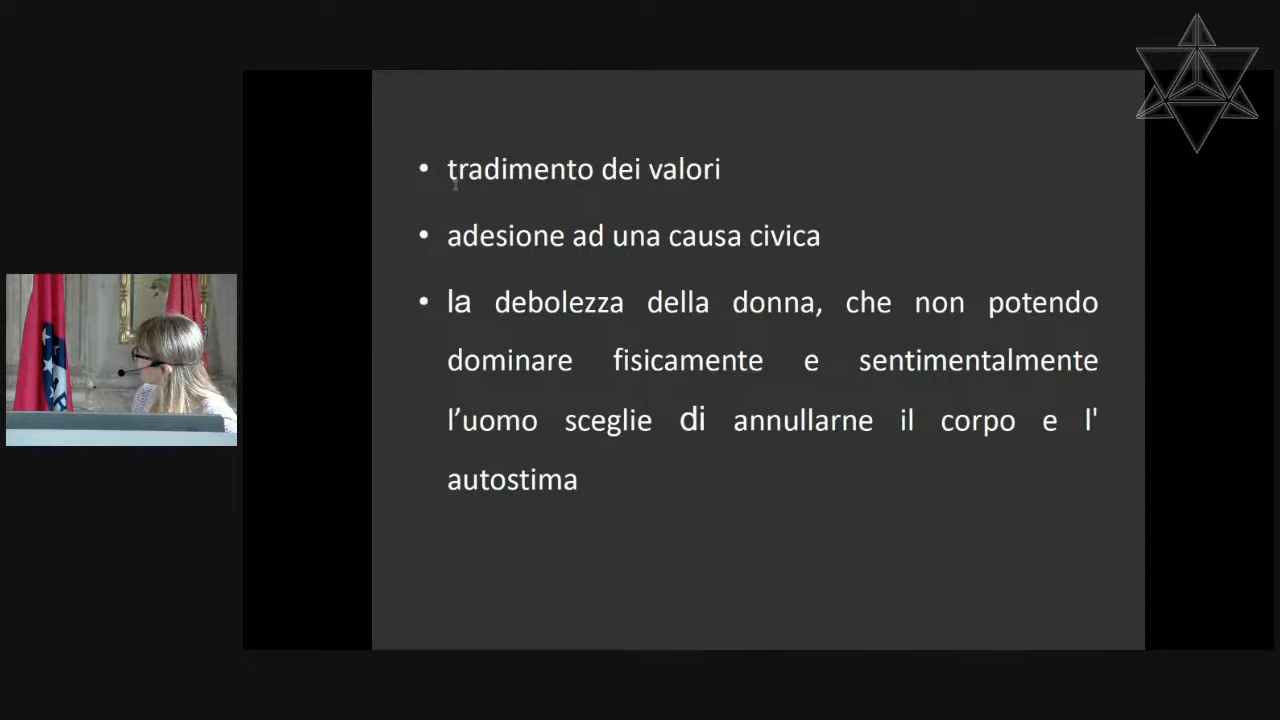 • tradimento dei valori
• adesione ad una causa civica
• la debolezza della donna, che non potendo
dominare fisicamente e sentimentalmente
l’uomo sceglie di annullarne il corpo e l'
autostima